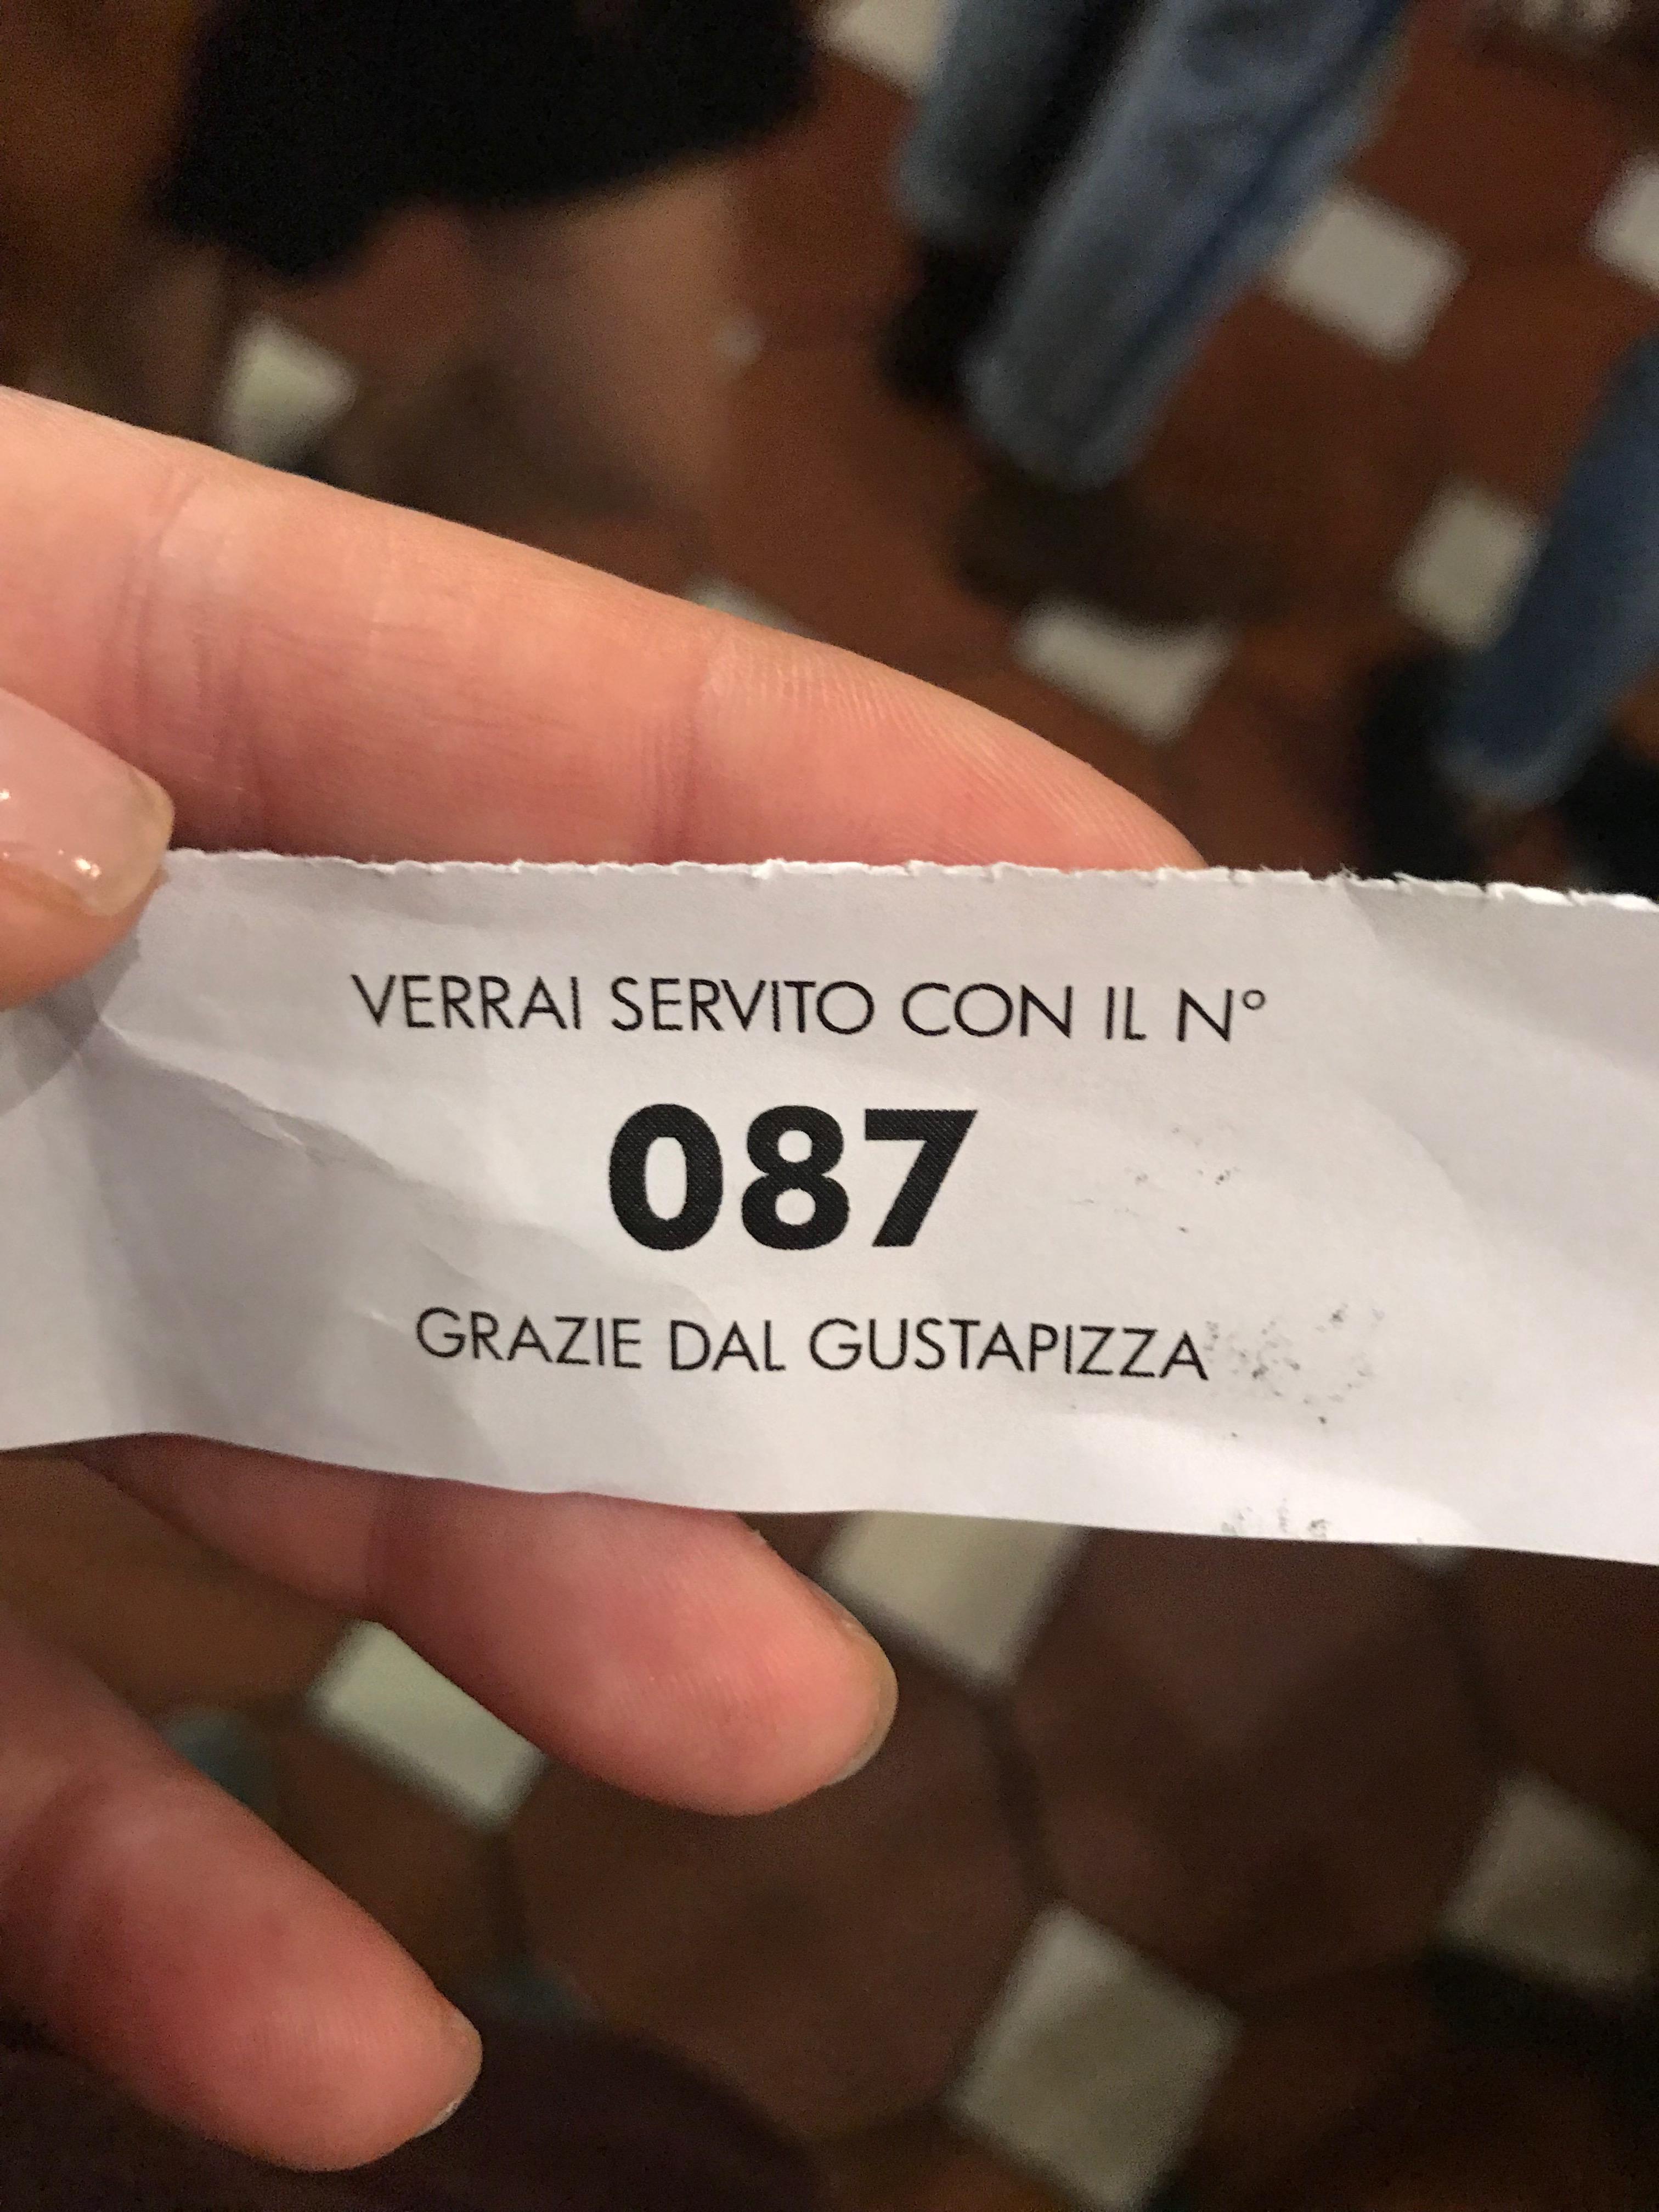 VERRAI SERVITO CON IL N°
087
GRAZIE DAL GUSTAPIZZA